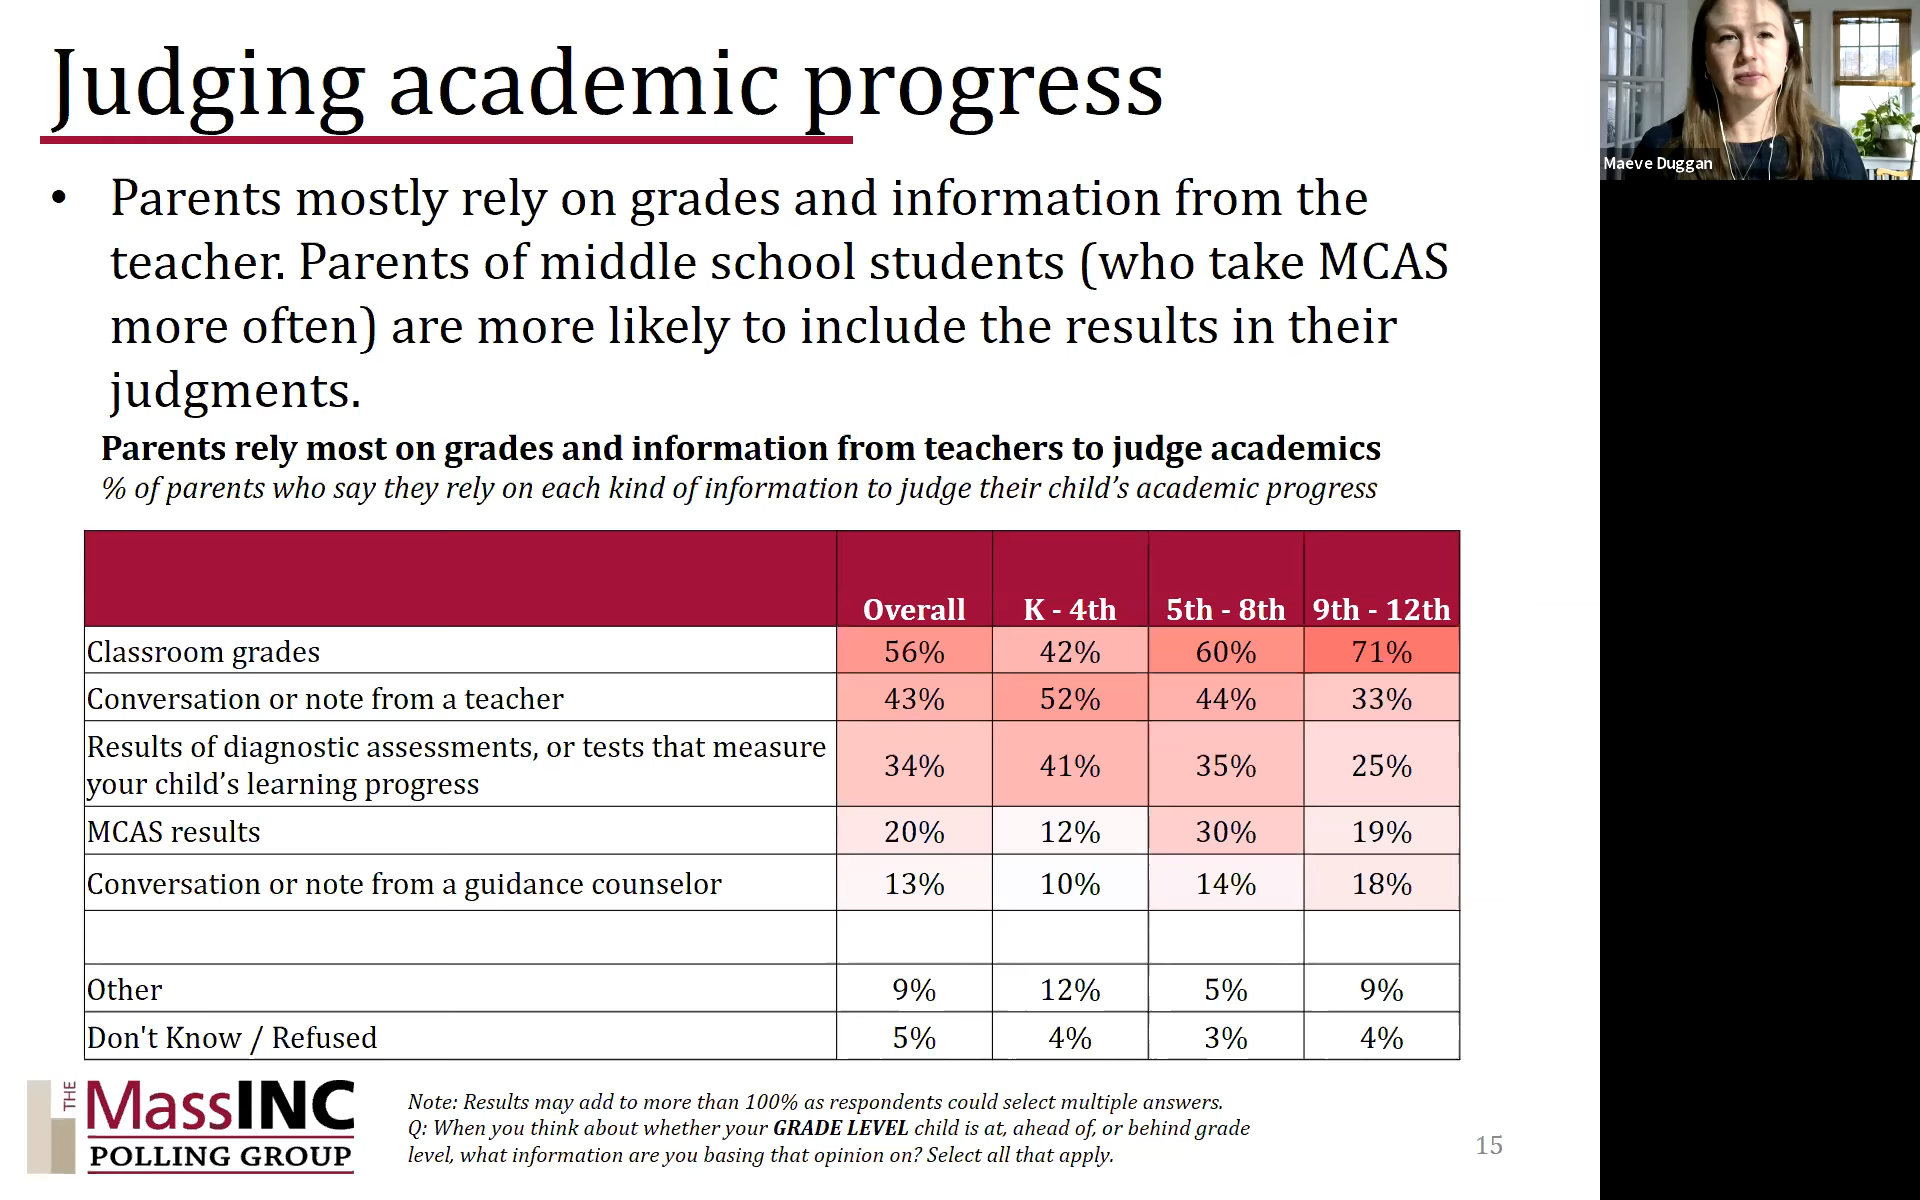 Judging academic progress
Maeve Duggan
• Parents mostly rely on grades and information from the
teacher. Parents of middle school students (who take MCAS
more often) are more likely to include the results in their
judgments.
Parents rely most on grades and information from teachers to judge academics
% of parents who say they rely on each kind of information to judge their child’s academic progress
Overall K - 4th 5th - 8th 9th - 12th
Classroom grades 56% 42% 60% 71%
Conversation or note from a teacher 43% 52% 44% 33%
Results of diagnostic assessments, or tests that measure
your child’s learning progress 34% 41% 35% 25%
MCAS results 20% 12% 30% 19%
Conversation or note from a guidance counselor 13% 10% 14% 18%
Other 9% 12% 5% 9%
Don't Know / Refused 5% 4% 3% 4%
THE MassINC
POLLING GROUP
Note: Results may add to more than 100% as respondents could select multiple answers.
Q: When you think about whether your GRADE LEVEL child is at, ahead of, or behind grade
level, what information are you basing that opinion on? Select all that apply.
15